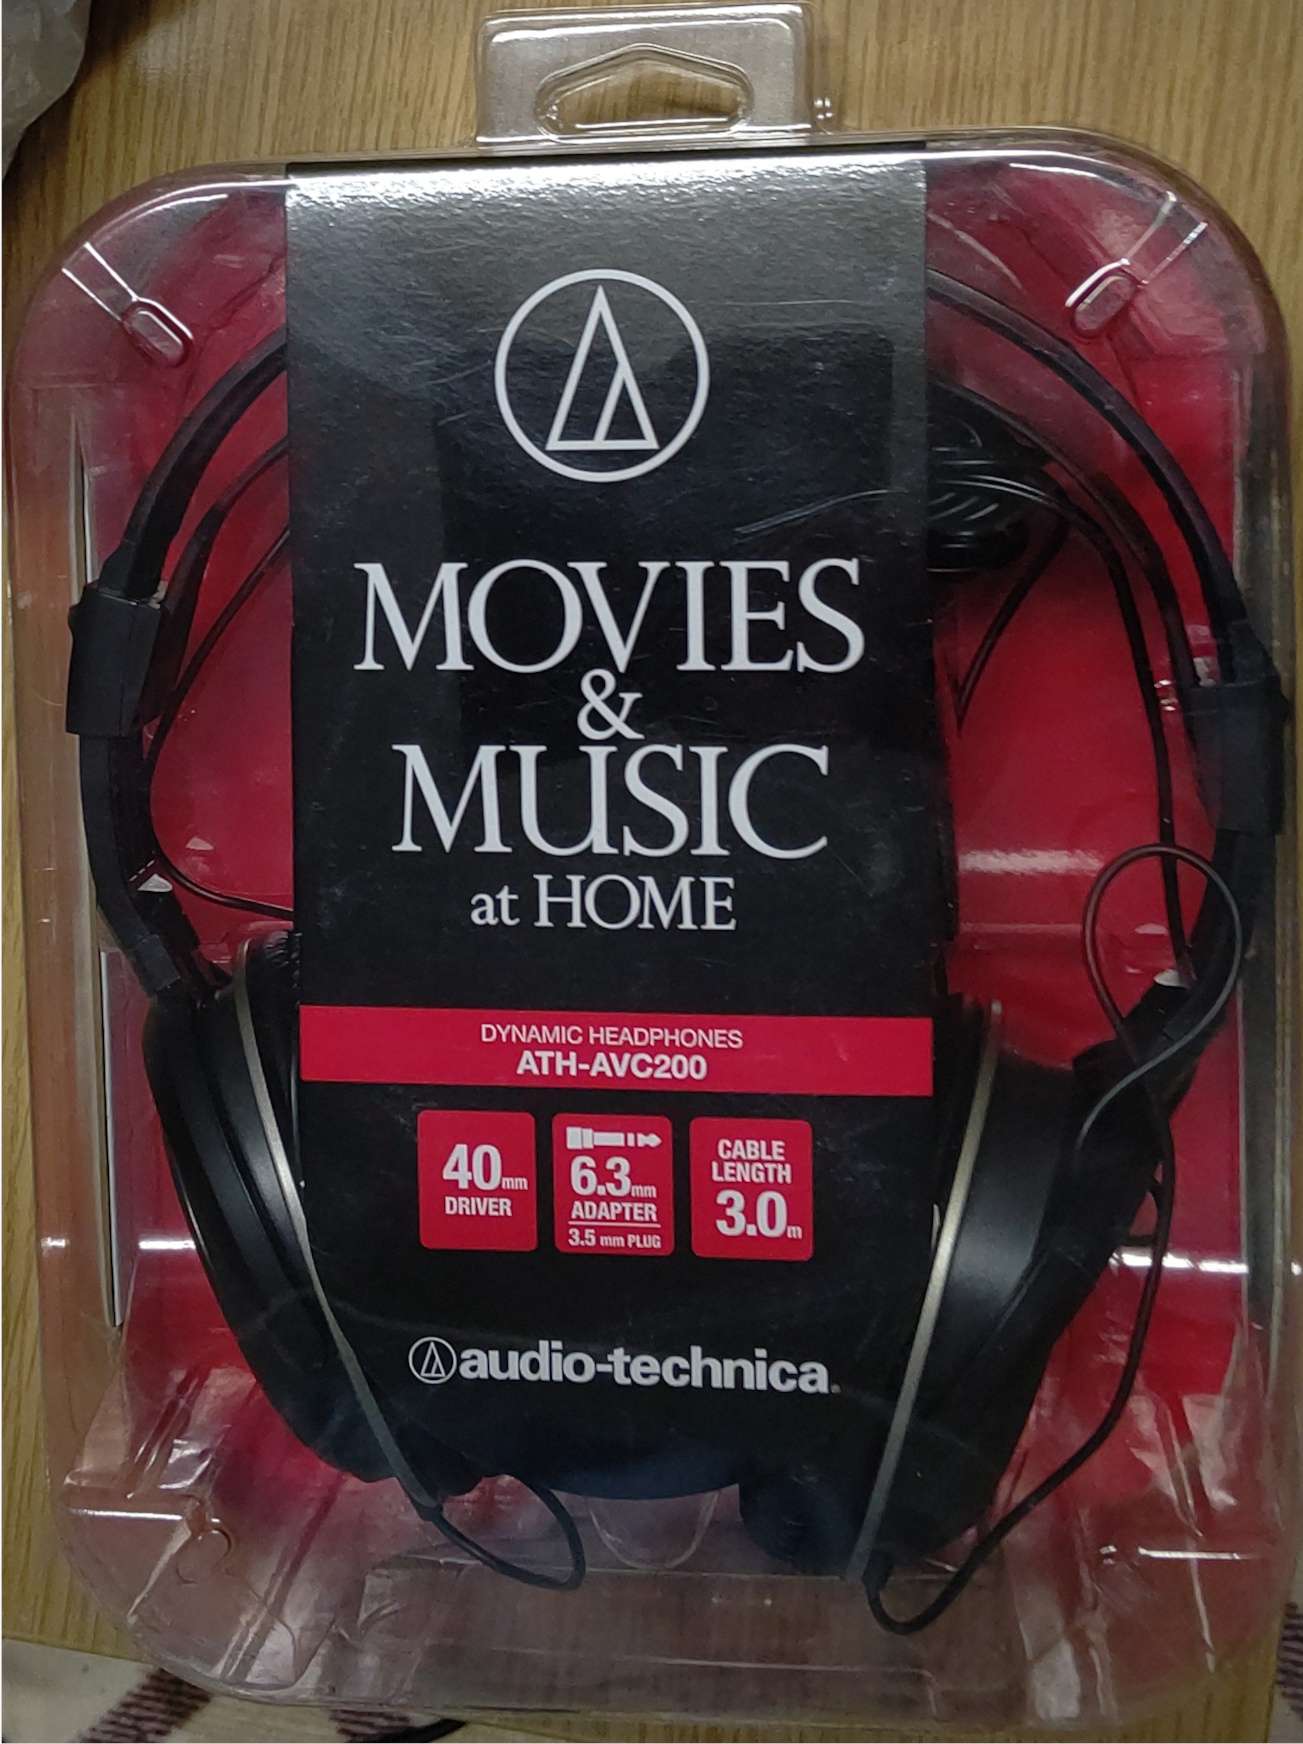 MOVIES
&
MUSIC
at HOME
DYNAMIC HEADPHONES
ATH-AVC200
40mm
DRIVER
6.3mm
ADAPTER
3.5 mm PLUG
CABLE
LENGTH
3.0m
audio-technica®